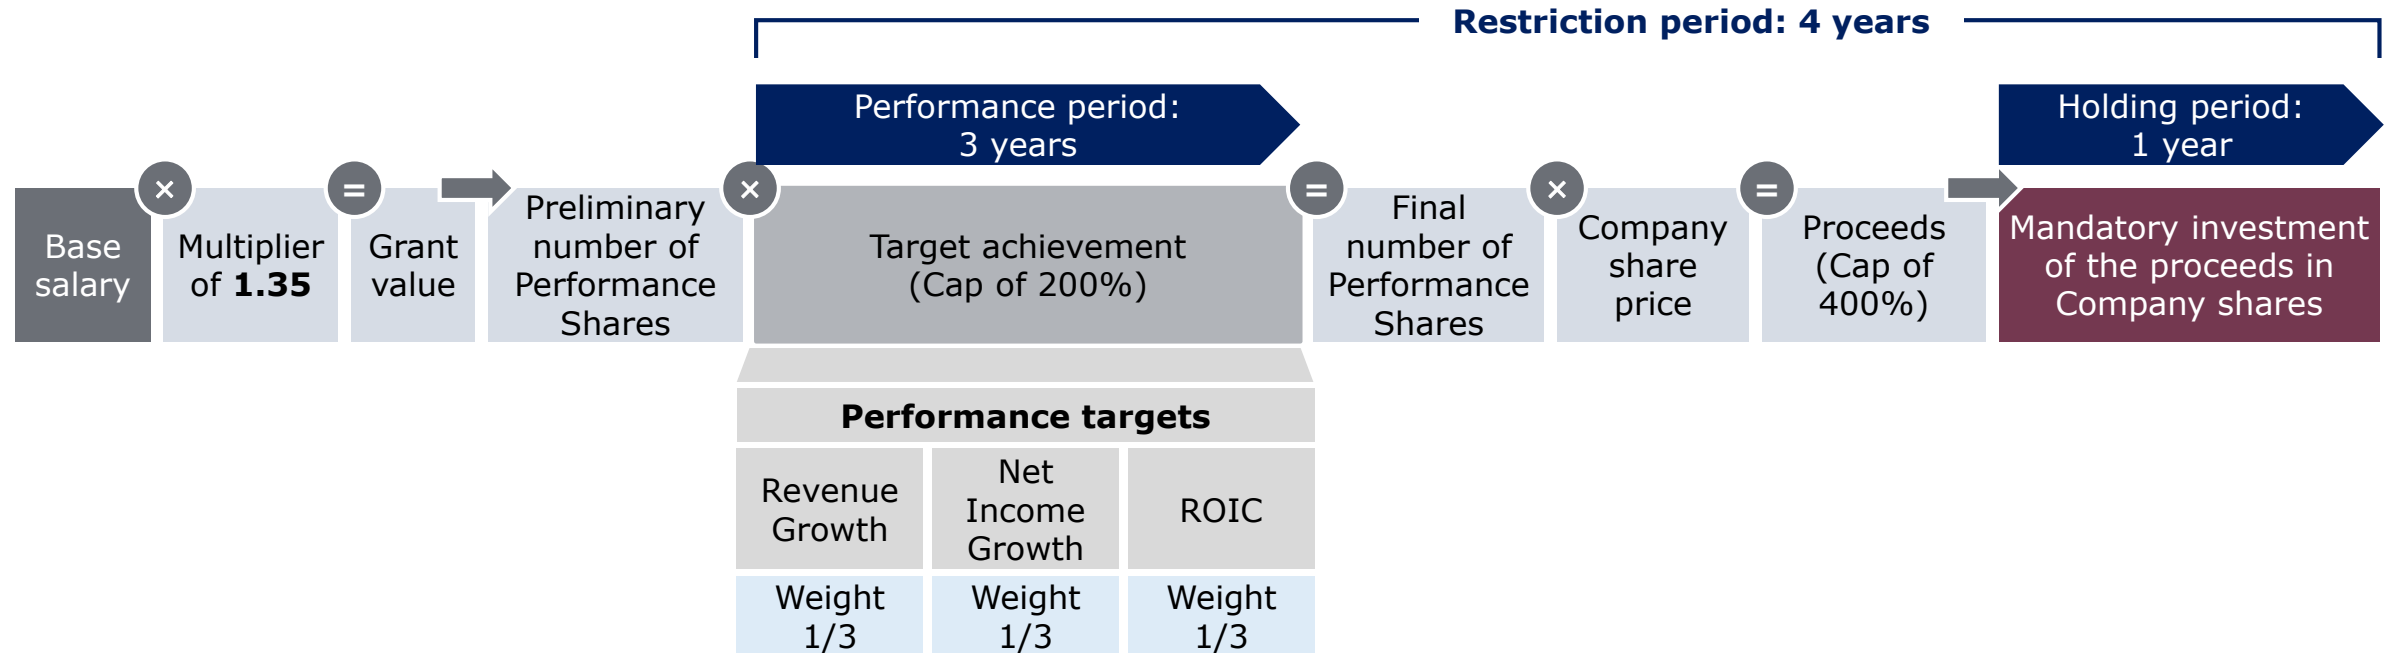 Restriction period: 4 years
Performance period:
3 years
Holding period:
1 year
Base
salary
×
Multiplier
of 1.35
=
Grant
value
Preliminary
number of
Performance
Shares
×
Target achievement
(Cap of 200%)
=
Final
number of
Performance
Shares
×
Company
share
price
=
Proceeds
(Cap of
400%)
Mandatory investment
of the proceeds in
Company shares
Performance targets
Revenue
Growth
Net
Income
Growth
ROIC
Weight
1/3
Weight
1/3
Weight
1/3